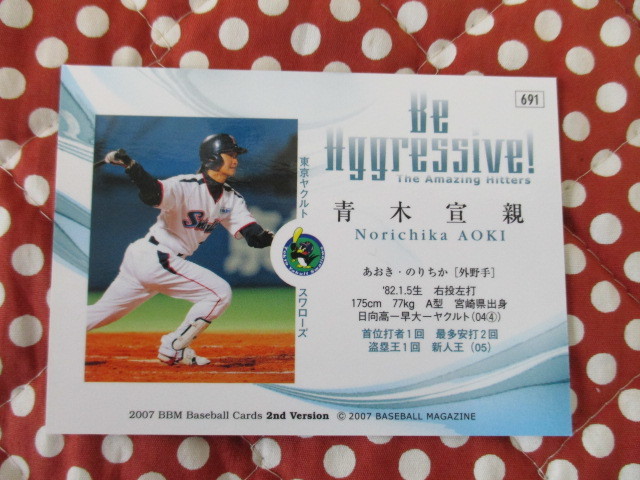 691
Be
Aggressive!
The Amazing Hitters
青木宣親
Norichika AOKI
東京ヤクルト
スワローズ
あおき・のりちか [外野手]
'82.1.5生 右投左打
175cm 77kg A型 宮崎県出身
日向高ー早大ーヤクルト(04④)
首位打者1回 最多安打2回
盗塁王1回 新人王(05)
2007 BBM Baseball Cards 2nd Version © 2007 BASEBALL MAGAZINE